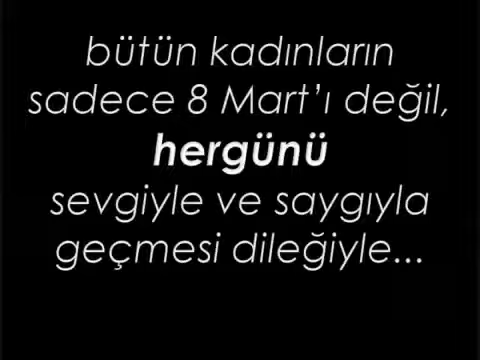 bütün kadınların
sadece 8 Mart'ı değil,
hergünü
sevgiyle ve saygıyla
geçmesi dileğiyle...